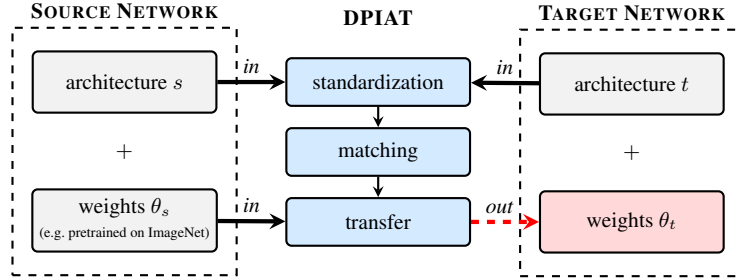 SOURCE NETWORK
DPIAT
TARGET NETWORK
architecture s
in
standardization
in
architecture t
+
matching
+
weights θs
(e.g. pretrained on ImageNet)
in
transfer
out
weights θt